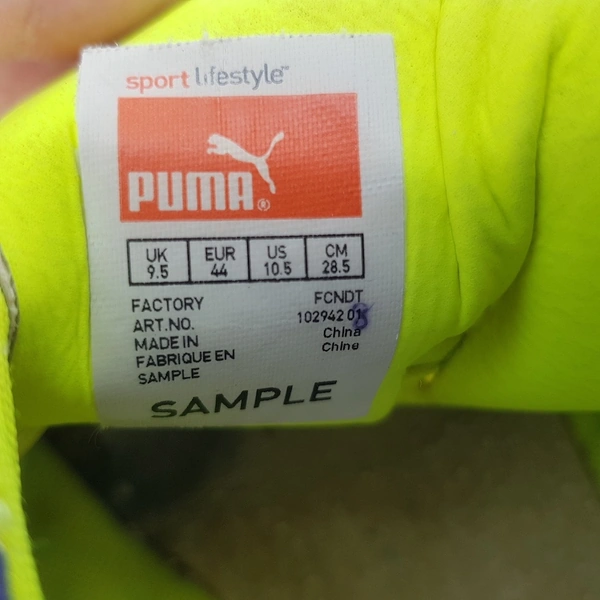 sport lifestyle™
PUMA®
UK EUR US CM
9.5 44 10.5 28.5
FACTORY FCNDT
ART.NO. 102942 01
MADE IN China
FABRIQUE EN Chine
SAMPLE
SAMPLE